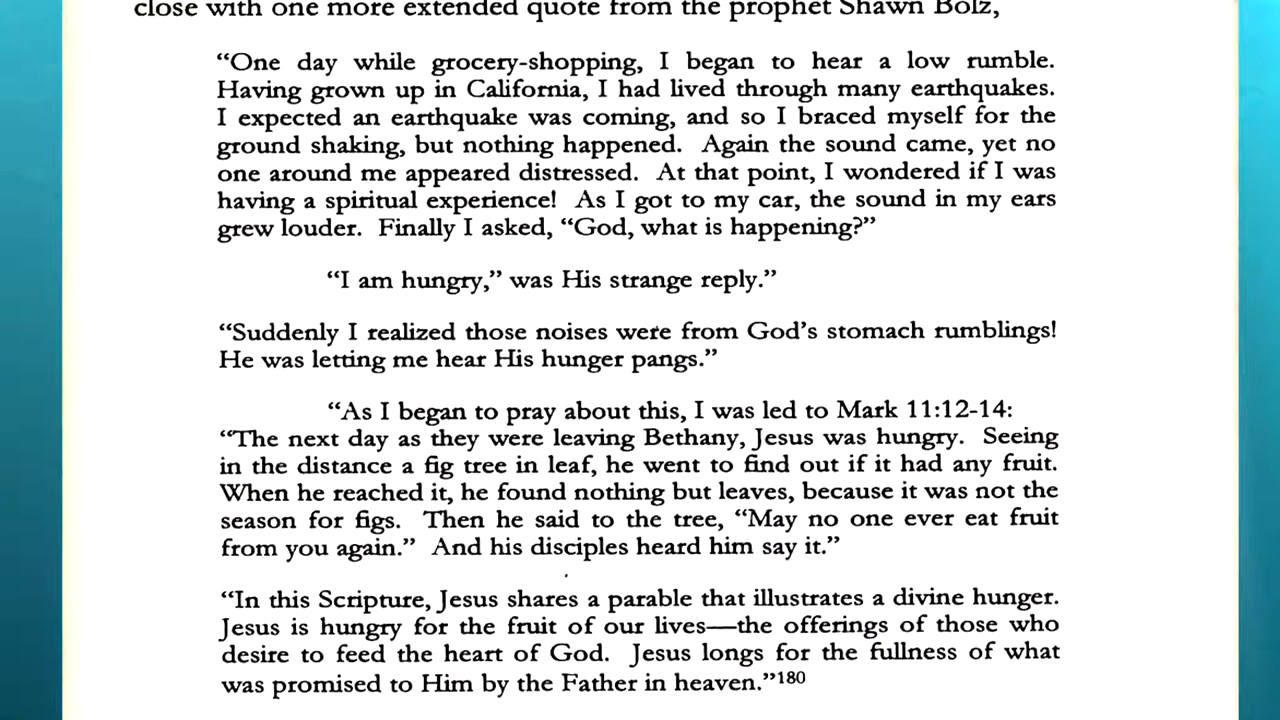 close with one more extended quote from the prophet Shawn Bolz,
“One day while grocery-shopping, I began to hear a low rumble.
Having grown up in California, I had lived through many earthquakes.
I expected an earthquake was coming, and so I braced myself for the
ground shaking, but nothing happened. Again the sound came, yet no
one around me appeared distressed. At that point, I wondered if I was
having a spiritual experience! As I got to my car, the sound in my ears
grew louder. Finally I asked, “God, what is happening?”
“I am hungry,” was His strange reply.”
“Suddenly I realized those noises were from God’s stomach rumblings!
He was letting me hear His hunger pangs.”
“As I began to pray about this, I was led to Mark 11:12-14:
“The next day as they were leaving Bethany, Jesus was hungry. Seeing
in the distance a fig tree in leaf, he went to find out if it had any fruit.
When he reached it, he found nothing but leaves, because it was not the
season for figs. Then he said to the tree, “May no one ever eat fruit
from you again.” And his disciples heard him say it.”
“In this Scripture, Jesus shares a parable that illustrates a divine hunger.
Jesus is hungry for the fruit of our lives—the offerings of those who
desire to feed the heart of God. Jesus longs for the fullness of what
was promised to Him by the Father in heaven.”180